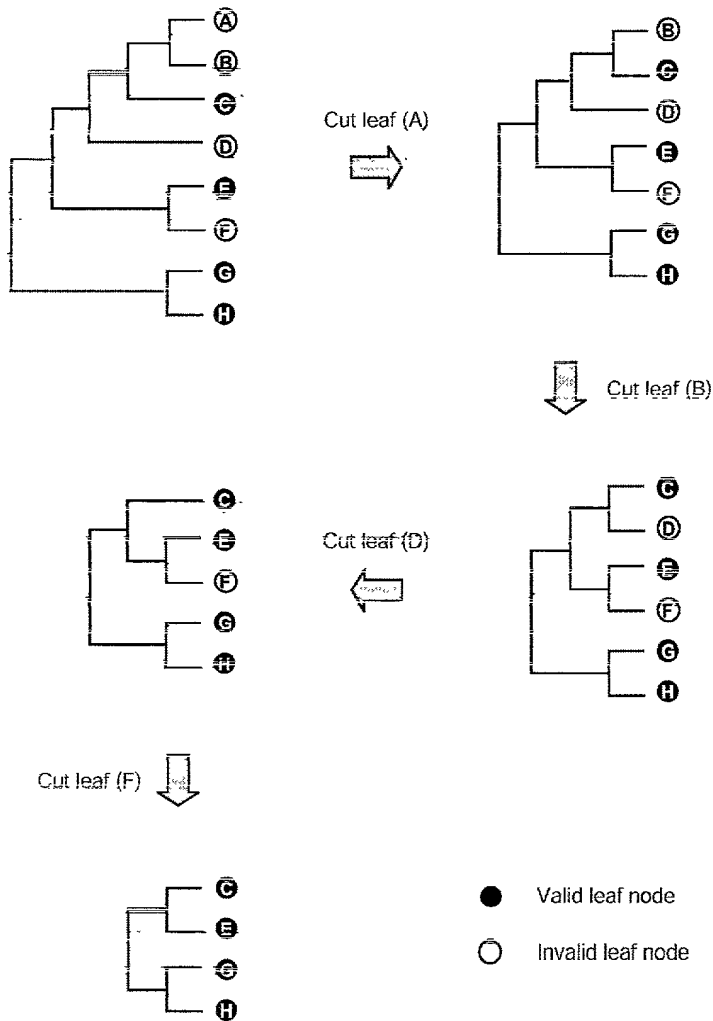 A
B
C
D
E
F
G
H
Cut leaf (A)
B
C
D
E
F
G
H
Cut leaf (B)
C
D
E
F
G
H
Cut leaf (D)
C
E
F
G
H
Cut leaf (F)
C
E
G
H
Valid leaf node
Invalid leaf node